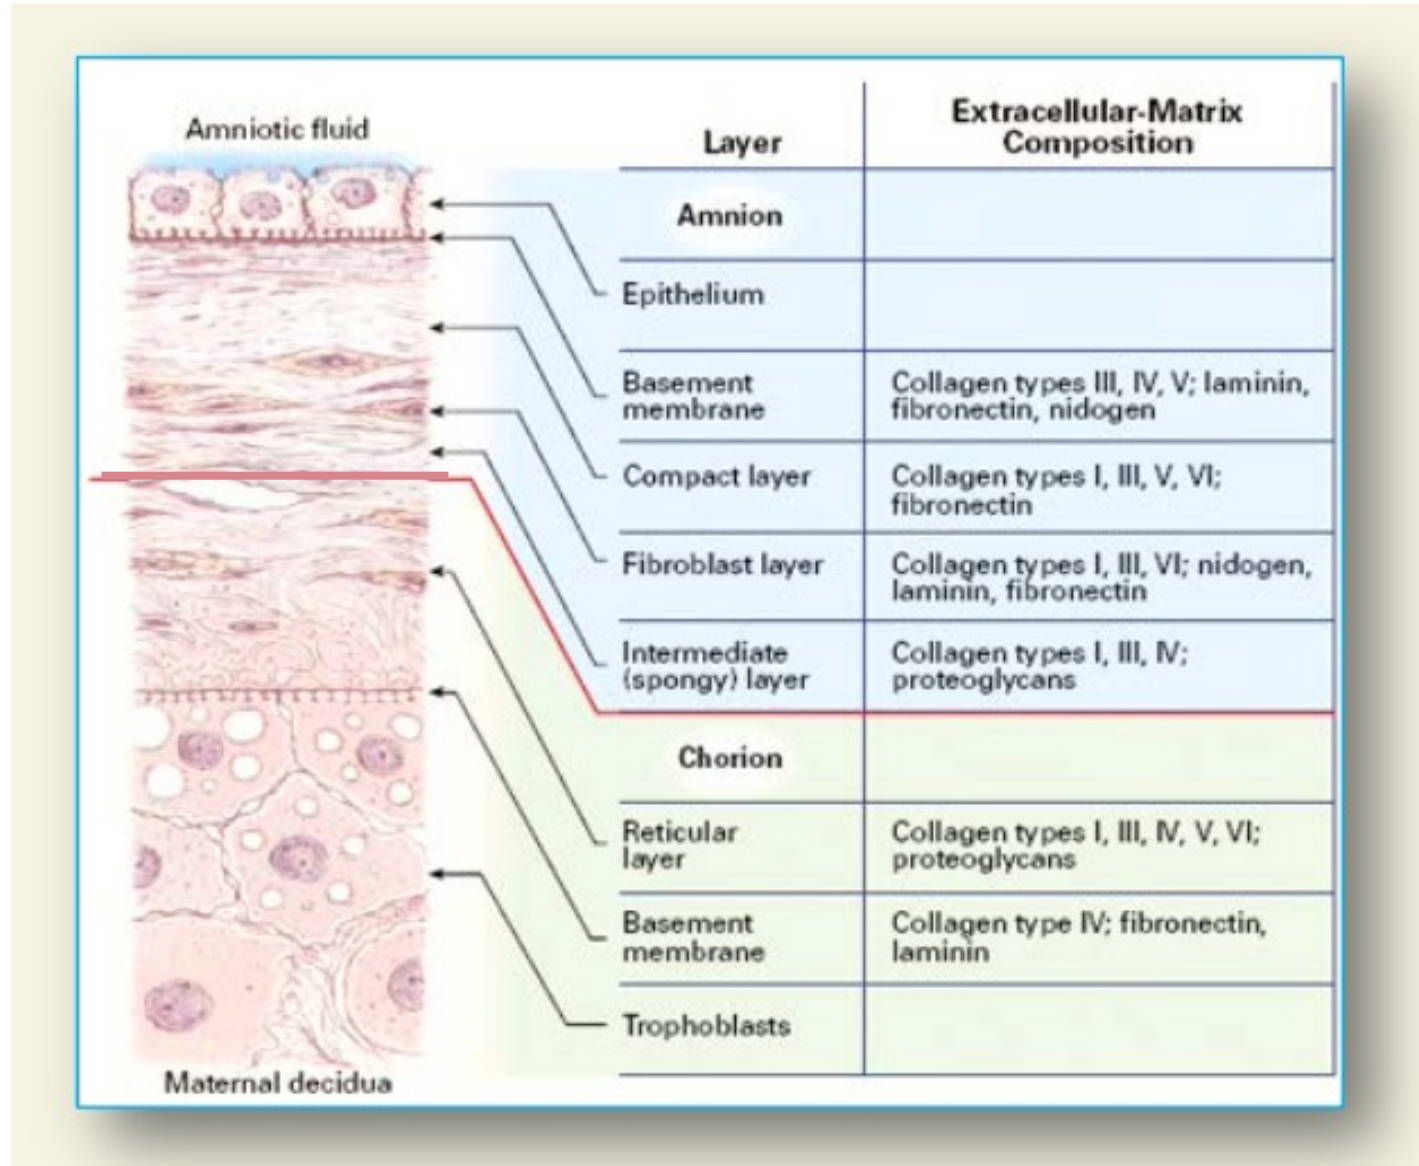 Amniotic fluid
Layer
Extracellular-Matrix
Composition
Amnion
Epithelium
Basement
membrane
Collagen types III, IV, V; laminin,
fibronectin, nidogen
Compact layer
Collagen types I, III, V, VI;
fibronectin
Fibroblast layer
Collagen types I, III, VI; nidogen,
laminin, fibronectin
Intermediate
(spongy) layer
Collagen types I, III, IV;
proteoglycans
Chorion
Reticular
layer
Collagen types I, III, IV, V, VI;
proteoglycans
Basement
membrane
Collagen type IV; fibronectin,
laminin
Trophoblasts
Maternal decidua